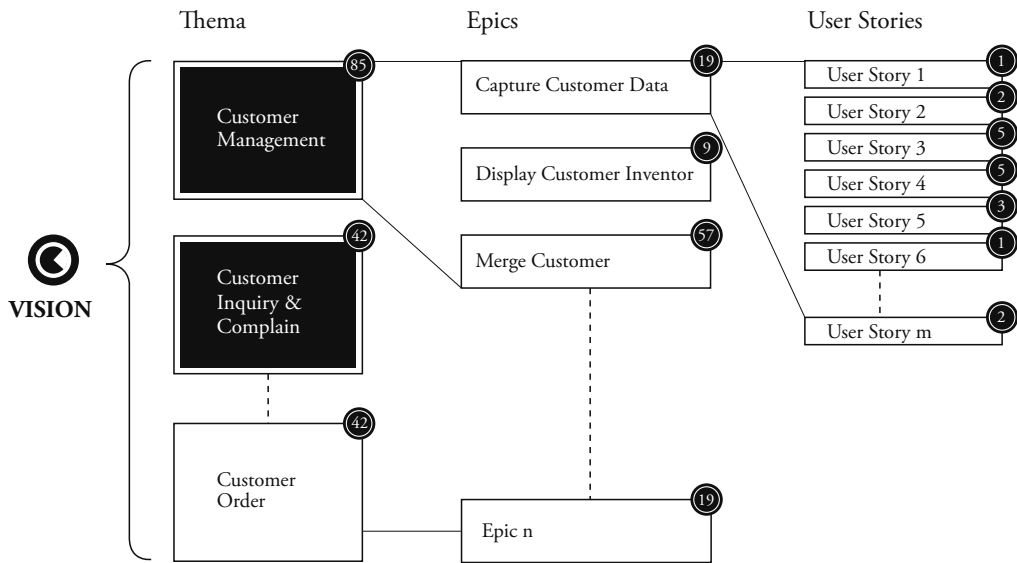 Thema
Epics
User Stories
VISION
85
Customer
Management
42
Customer
Inquiry &
Complain
42
Customer
Order
19
Capture Customer Data
9
Display Customer Inventor
57
Merge Customer
19
Epic n
1
User Story 1
2
User Story 2
5
User Story 3
5
User Story 4
3
User Story 5
1
User Story 6
2
User Story m